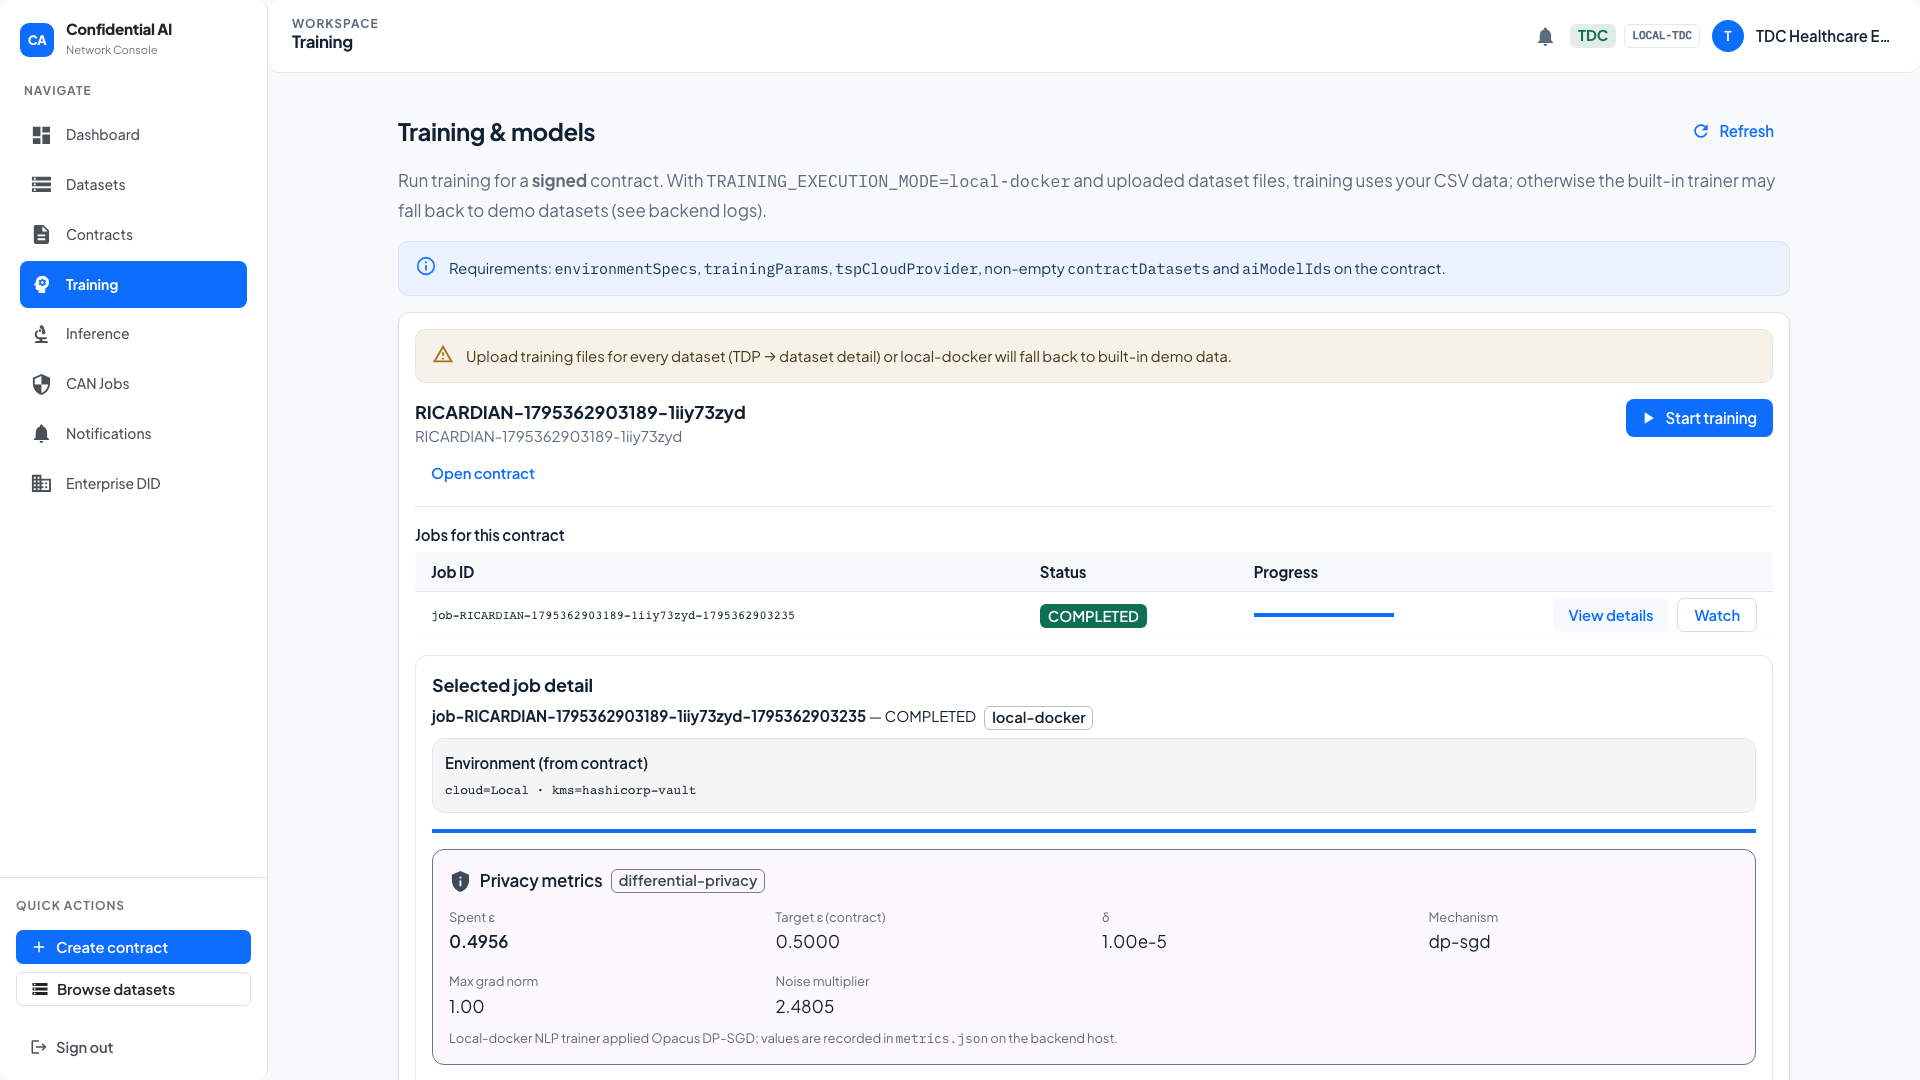 CA
Confidential AI
Network Console
NAVIGATE
Dashboard
Datasets
Contracts
Training
Inference
CAN Jobs
Notifications
Enterprise DID
QUICK ACTIONS
Create contract
Browse datasets
Sign out
WORKSPACE
Training
TDC
LOCAL-TDC
T
TDC Healthcare E...
Training & models
Refresh
Run training for a signed contract. With TRAINING_EXECUTION_MODE=local-docker and uploaded dataset files, training uses your CSV data; otherwise the built-in trainer may
fall back to demo datasets (see backend logs).
Requirements: environmentSpecs, trainingParams, tspCloudProvider, non-empty contractDatasets and aiModelIds on the contract.
Upload training files for every dataset (TDP → dataset detail) or local-docker will fall back to built-in demo data.
RICARDIAN-1795362903189-1iiy73zyd
RICARDIAN-1795362903189-1iiy73zyd
Start training
Open contract
Jobs for this contract
Job ID Status Progress
job-RICARDIAN-1795362903189-1iiy73zyd-1795362903235 COMPLETED View details Watch
Selected job detail
job-RICARDIAN-1795362903189-1iiy73zyd-1795362903235 — COMPLETED local-docker
Environment (from contract)
cloud=Local · kms=hashicorp-vault
Privacy metrics differential-privacy
Spent ε Target ε (contract) δ Mechanism
0.4956 0.5000 1.00e-5 dp-sgd
Max grad norm Noise multiplier
1.00 2.4805
Local-docker NLP trainer applied Opacus DP-SGD; values are recorded in metrics.json on the backend host.